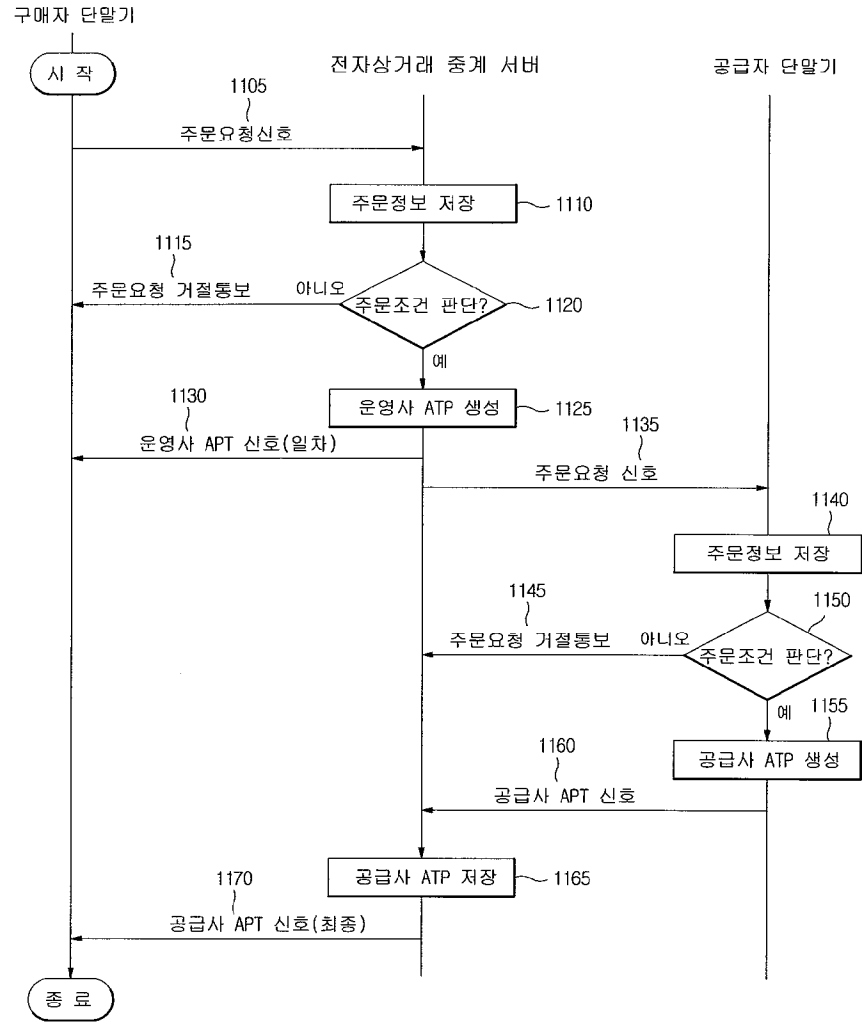 구매자 단말기
시 작
전자상거래 중계 서버
공급자 단말기
1105
주문요청신호
주문정보 저장
1110
1115
주문요청 거절통보
아니오
주문조건 판단?
1120
예
운영사 ATP 생성
1125
1130
운영사 APT 신호(일차)
1135
주문요청 신호
1140
주문정보 저장
1145
주문요청 거절통보
아니오
1150
주문조건 판단?
예
1155
공급사 ATP 생성
1160
공급사 APT 신호
공급사 ATP 저장
1165
1170
공급사 APT 신호(최종)
종 료